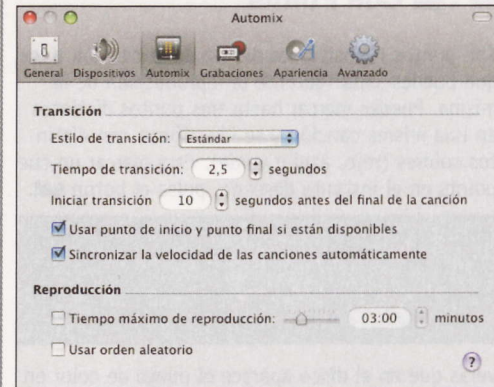 Automix
General Dispositivos Automix Grabaciones Apariencia Avanzado
Transición
Estilo de transición: Estándar
Tiempo de transición: 2,5 segundos
Iniciar transición 10 segundos antes del final de la canción
Usar punto de inicio y punto final si están disponibles
Sincronizar la velocidad de las canciones automáticamente
Reproducción
Tiempo máximo de reproducción: 03:00 minutos
Usar orden aleatorio
?